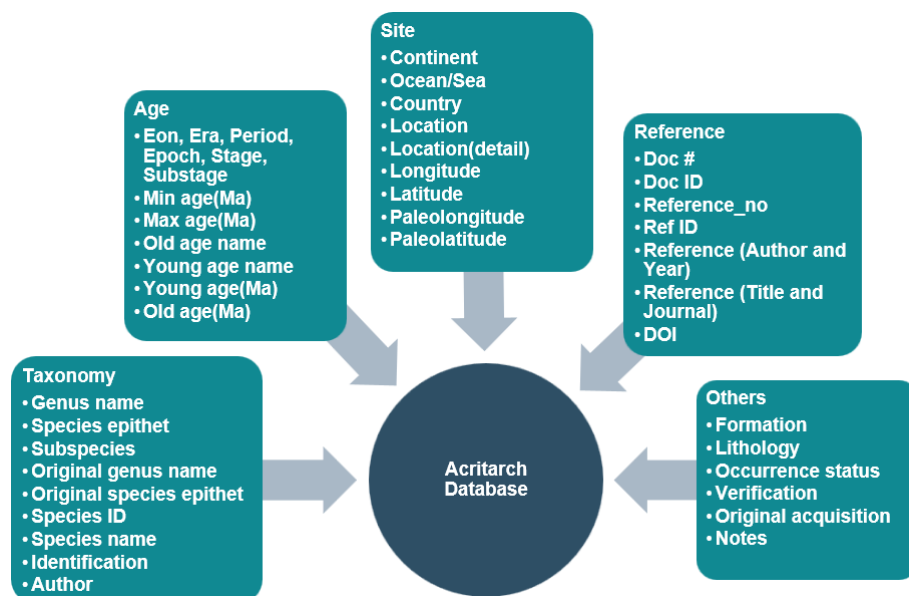 Site
• Continent
• Ocean/Sea
• Country
• Location
• Location(detail)
• Longitude
• Latitude
• Paleolongitude
• Paleolatitude
Age
• Eon, Era, Period,
Epoch, Stage,
Substage
• Min age(Ma)
• Max age(Ma)
• Old age name
• Young age name
• Young age(Ma)
• Old age(Ma)
Reference
• Doc #
• Doc ID
• Reference_no
• Ref ID
• Reference (Author and
Year)
• Reference (Title and
Journal)
• DOI
Taxonomy
• Genus name
• Species epithet
• Subspecies
• Original genus name
• Original species epithet
• Species ID
• Species name
• Identification
• Author
Acritarch
Database
Others
• Formation
• Lithology
• Occurrence status
• Verification
• Original acquisition
• Notes